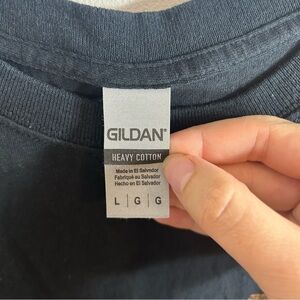 GILDAN®
HEAVY COTTON
Made in El Salvador
Fabriqué au Salvador
Hecho en El Salvador
L | G | G